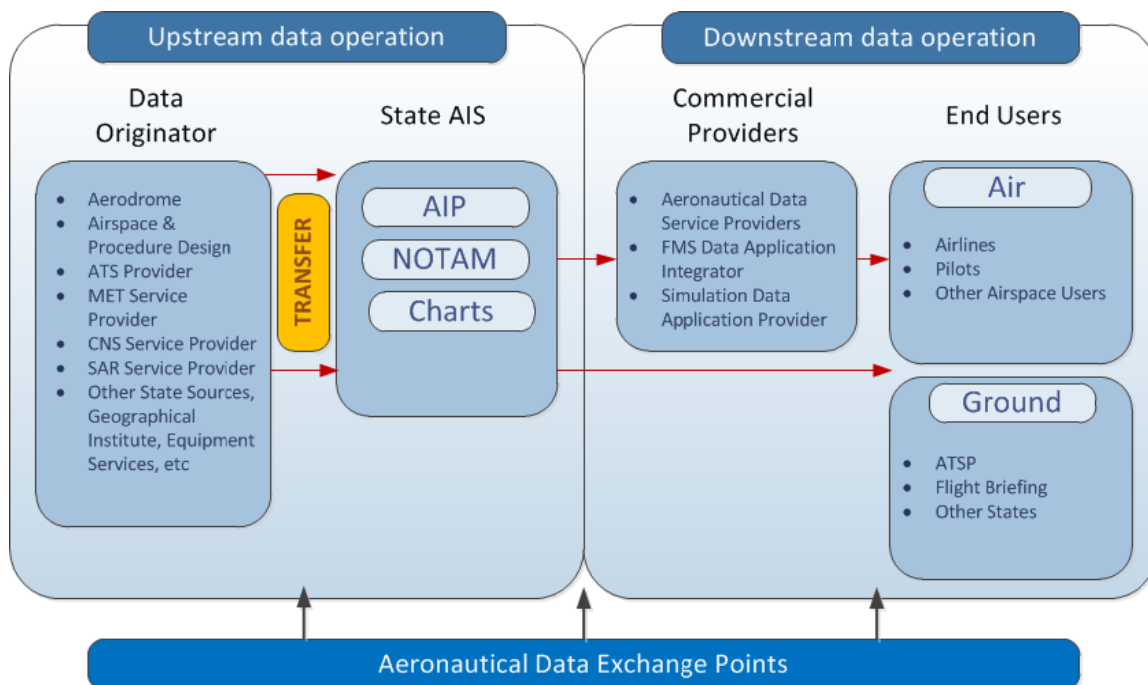 Upstream data operation
Downstream data operation
Data
Originator
State AIS
Commercial
Providers
End Users
• Aerodrome
• Airspace &
Procedure Design
• ATS Provider
• MET Service
Provider
• CNS Service Provider
• SAR Service Provider
• Other State Sources,
Geographical
Institute, Equipment
Services, etc
TRANSFER
AIP
NOTAM
Charts
• Aeronautical Data
Service Providers
• FMS Data Application
Integrator
• Simulation Data
Application Provider
Air
• Airlines
• Pilots
• Other Airspace Users
Ground
• ATSP
• Flight Briefing
• Other States
Aeronautical Data Exchange Points